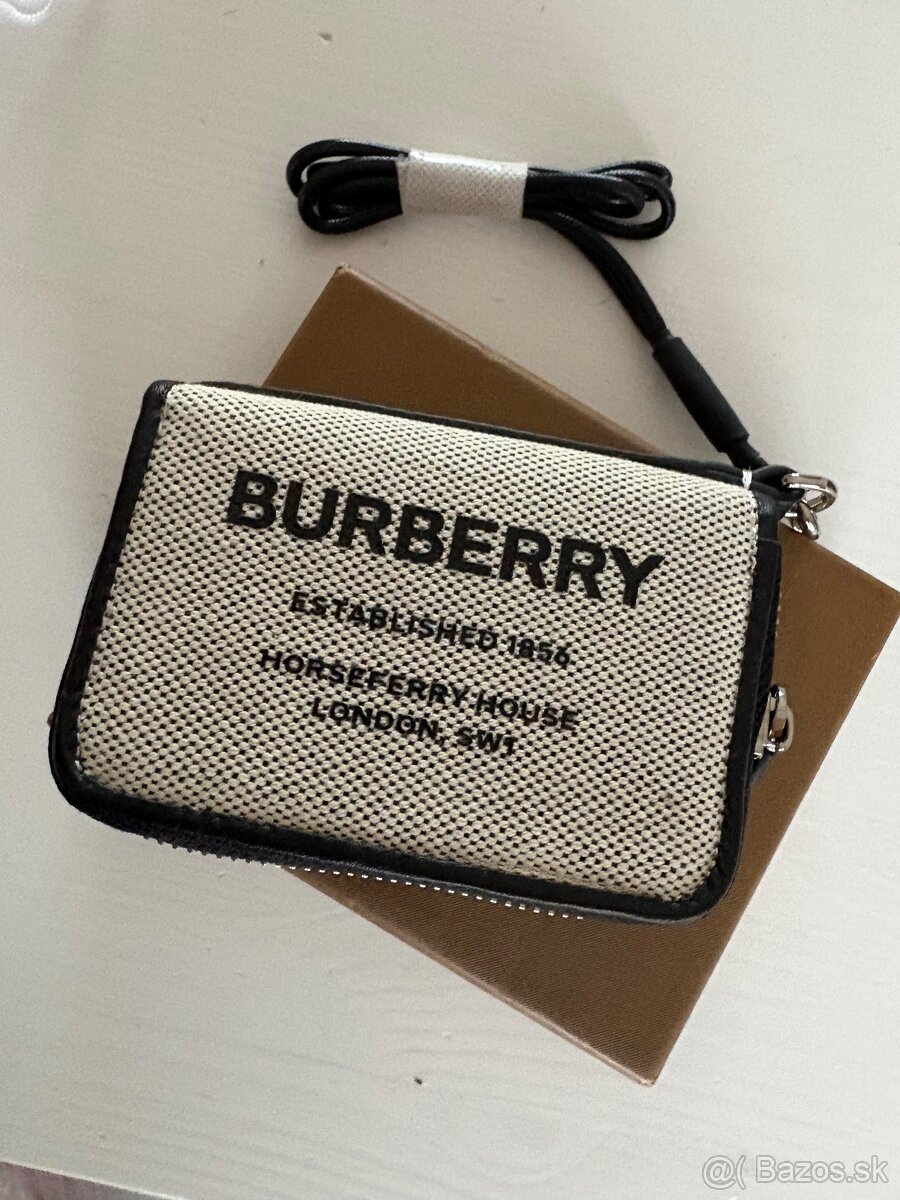 BURBERRY
ESTABLISHED 1856
HORSEFERRY HOUSE
LONDON, SW1
@( Bazos.sk